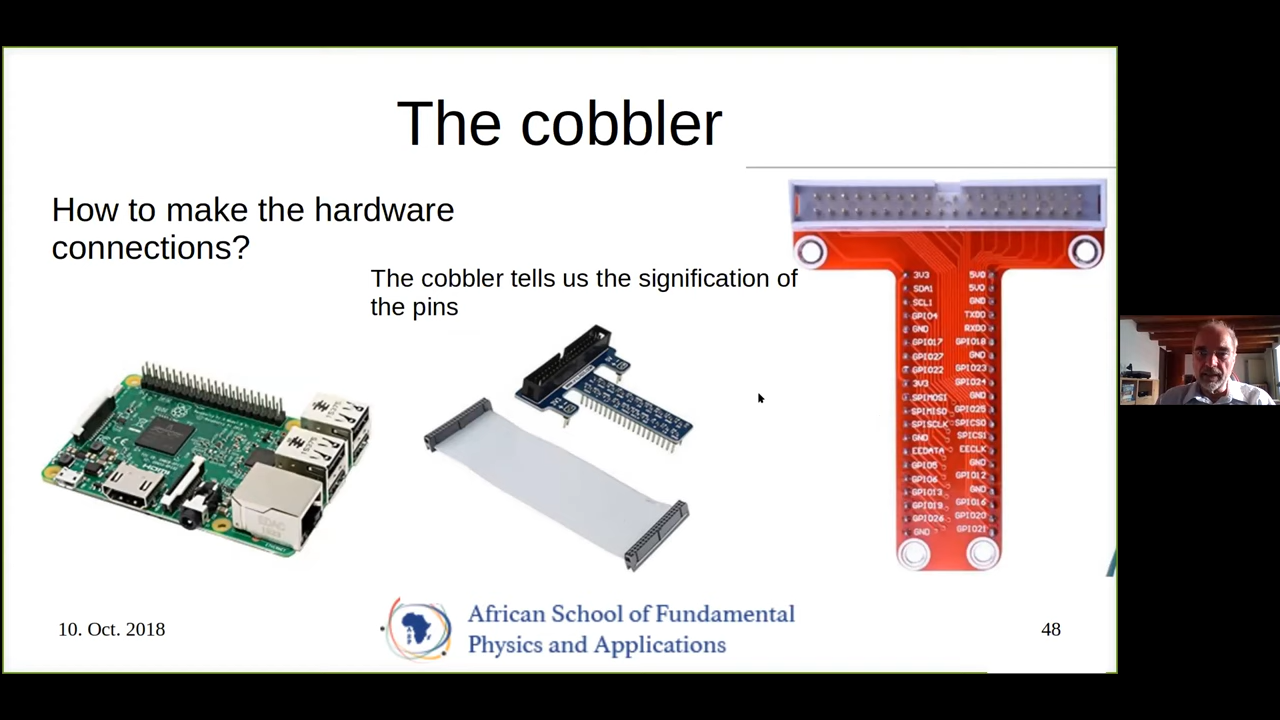 The cobbler
How to make the hardware
connections?
The cobbler tells us the signification of
the pins
3V3 5V0
SDA1 5V0
SCL1 GND
GPIO4 TXD0
GND RXD0
GPIO17 GPIO18
GPIO27 GND
GPIO22 GPIO23
3V3 GPIO24
SPIMOSI GND
SPIMISO GPIO25
SPISCLK SPICS0
GND SPICS1
EEDATA EECLK
GPIO5 GND
GPIO6 GPIO12
GPIO13 GND
GPIO19 GPIO16
GPIO26 GPIO20
GND GPIO21
HDMI
10. Oct. 2018
African School of Fundamental
Physics and Applications
48